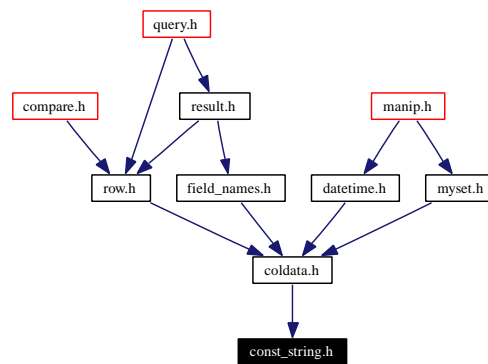 query.h
compare.h
result.h
manip.h
row.h
field_names.h
datetime.h
myset.h
coldata.h
const_string.h